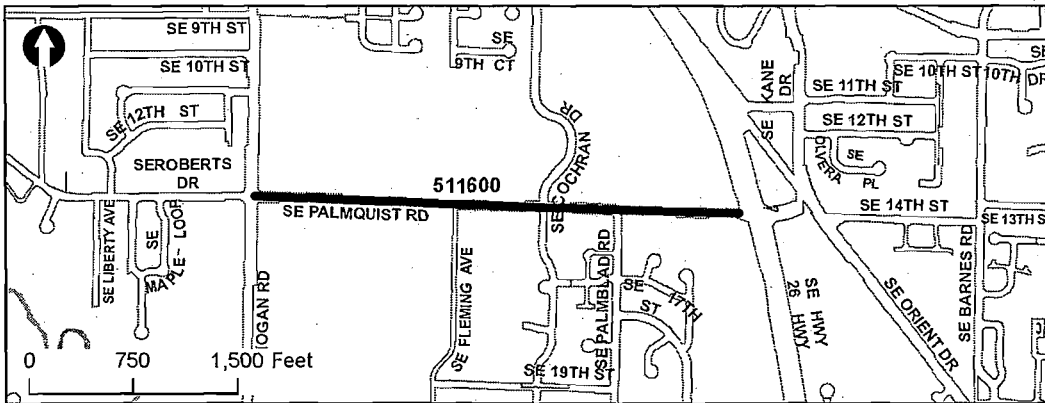 SE 9TH ST
SE 10TH ST
SE 12TH ST
SEROBERTS
DR
SE LIBERTY AVE
SE
MAPLE- LOOP
HOGAN RD
511600
SE PALMQUIST RD
SE FLEMING AVE
SE
9TH CT
SE COCHRAN DR
SE PALMBLAD RD
SE 17TH
ST
SE 19TH ST
SE KANE
DR
SE 11TH ST
SE 10TH ST
10TH
DR
SE
SE 12TH ST
OLVERA
SE
PL
SE 14TH ST
SE 13TH S
SE BARNES RD
SE ORIENT DR
SE HWY
26 HWY
0 750 1,500 Feet